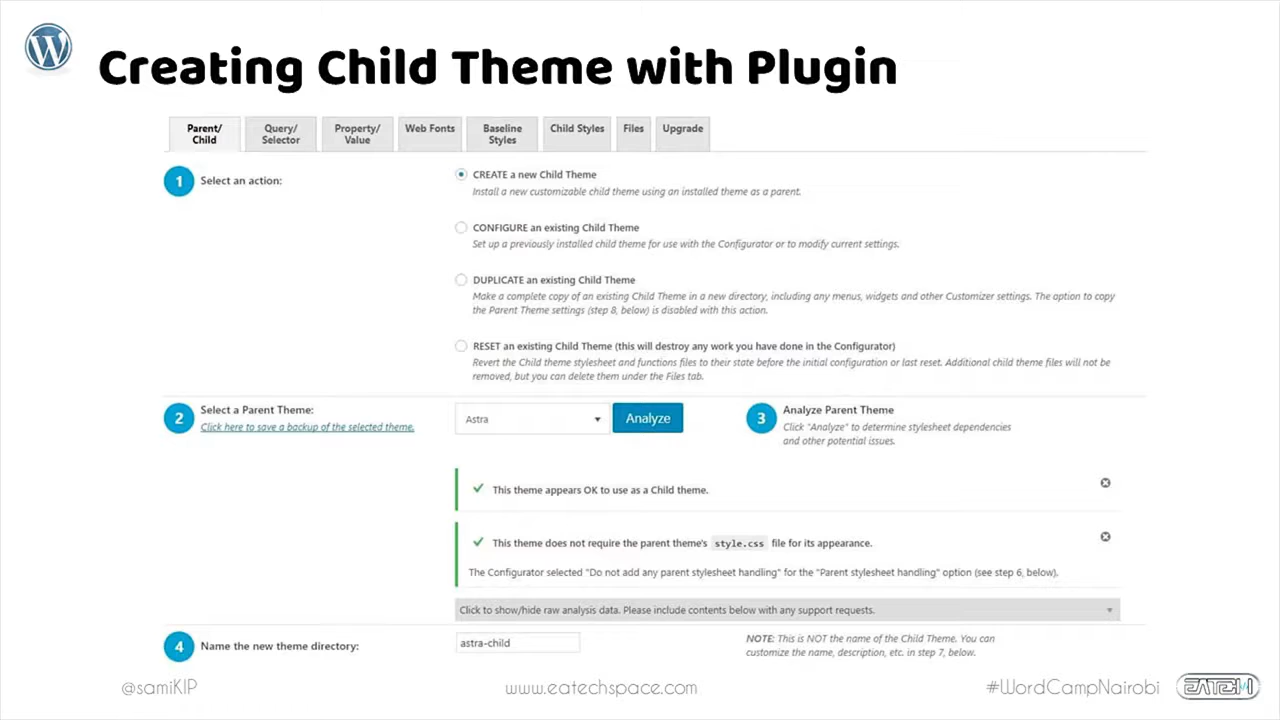 Creating Child Theme with Plugin
Parent/
Child
Query/
Selector
Property/
Value
Web Fonts
Baseline
Styles
Child Styles
Files
Upgrade
1
Select an action:
CREATE a new Child Theme
Install a new customizable child theme using an installed theme as a parent.
CONFIGURE an existing Child Theme
Set up a previously installed child theme for use with the Configurator or to modify current settings.
DUPLICATE an existing Child Theme
Make a complete copy of an existing Child Theme in a new directory, including any menus, widgets and other Customizer settings. The option to copy
the Parent Theme settings (step 8, below) is disabled with this action.
RESET an existing Child Theme (this will destroy any work you have done in the Configurator)
Revert the Child theme stylesheet and functions files to their state before the initial configuration or last reset. Additional child theme files will not be
removed, but you can delete them under the Files tab.
2
Select a Parent Theme:
Click here to save a backup of the selected theme.
Astra
Analyze
3
Analyze Parent Theme
Click "Analyze" to determine stylesheet dependencies
and other potential issues.
This theme appears OK to use as a Child theme.
This theme does not require the parent theme's style.css file for its appearance.
The Configurator selected "Do not add any parent stylesheet handling" for the "Parent stylesheet handling" option (see step 6, below).
Click to show/hide raw analysis data. Please include contents below with any support requests.
4
Name the new theme directory:
astra-child
NOTE: This is NOT the name of the Child Theme. You can
customize the name, description, etc. in step 7, below.
@samiKIP
www.eatechspace.com
#WordCampNairobi
EATECH